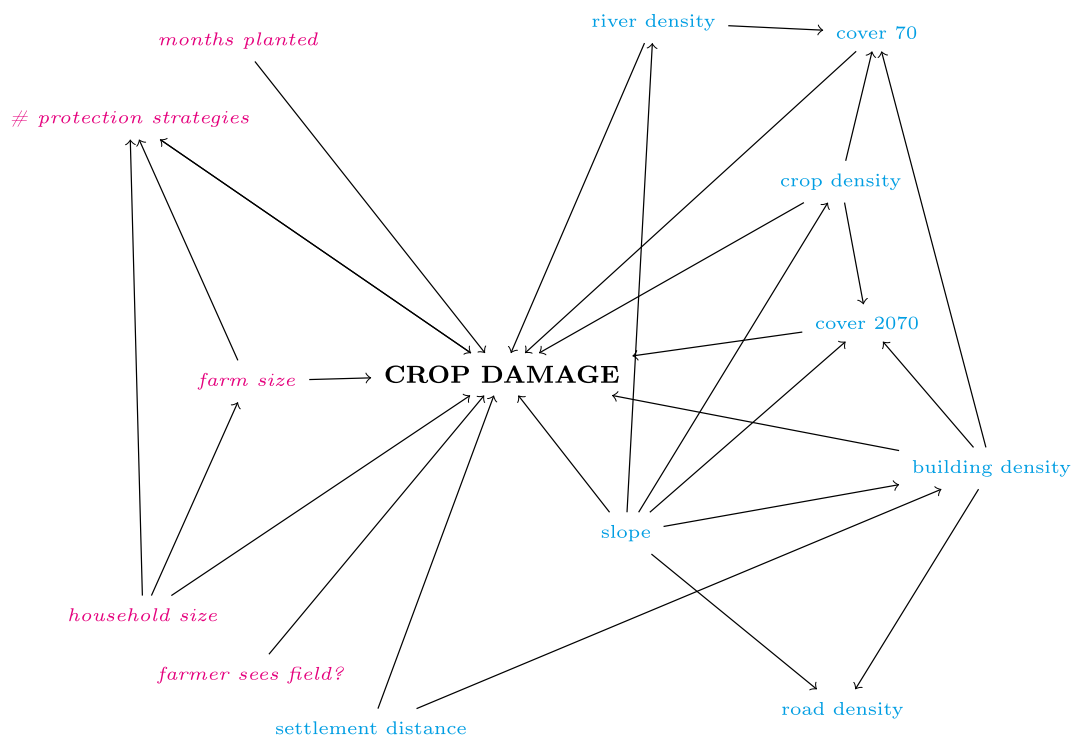 river density
cover 70
months planted
# protection strategies
crop density
cover 2070
CROP DAMAGE
farm size
building density
slope
household size
farmer sees field?
road density
settlement distance